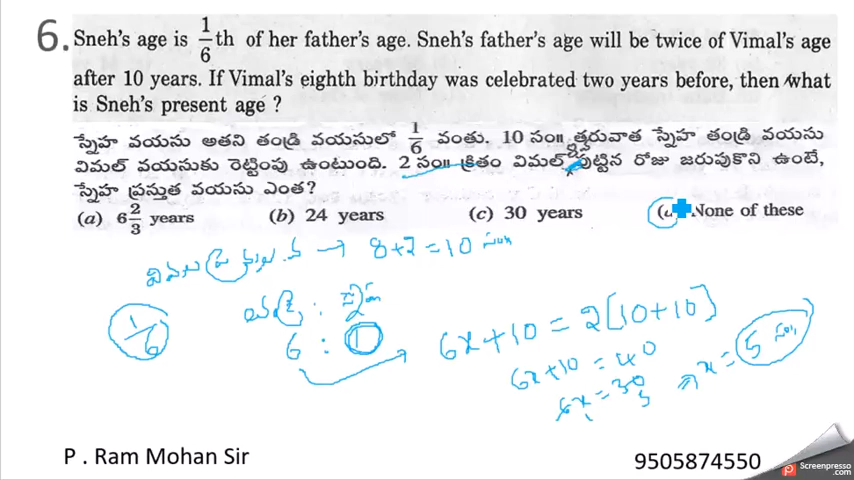 6. Sneh's age is 1/6 th of her father's age. Sneh's father's age will be twice of Vimal's age
after 10 years. If Vimal's eighth birthday was celebrated two years before, then what
is Sneh's present age ?
స్నేహ వయసు అతని తండ్రి వయసులో 1/6 వంతు. 10 సం॥ తరువాత స్నేహ తండ్రి వయసు
విమల్ వయసుకు రెట్టింపు ఉంటుంది. 2 సం॥ క్రితం విమల్ పుట్టిన రోజు జరుపుకొని ఉంటే,
స్నేహ ప్రస్తుత వయసు ఎంత?
(a) 6 2/3 years (b) 24 years (c) 30 years None of these
→ 8+2=10
1/6
6 : 1
6x+10 = 2[10+10]
6x+10 = 40
6x = 30
x = 5
P . Ram Mohan Sir
9505874550
Screenpresso
.com